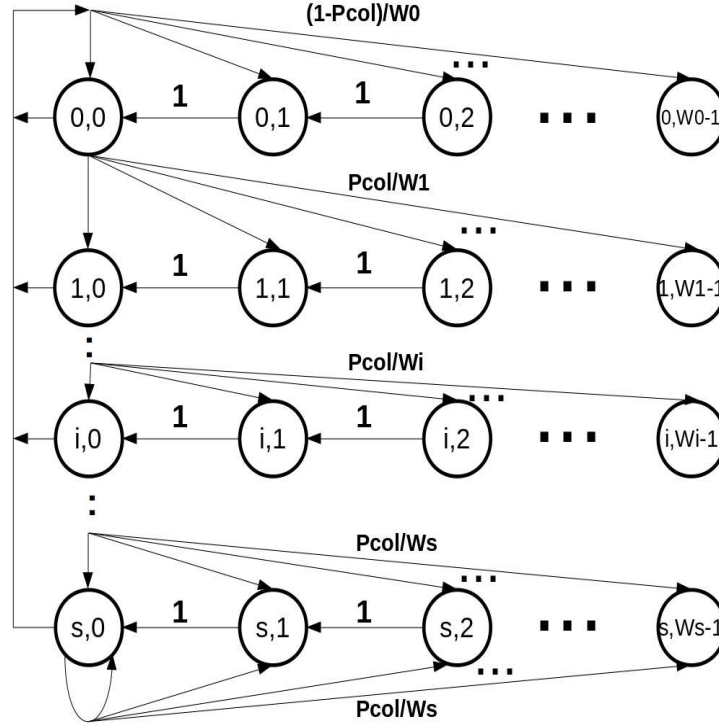 (1-Pcol)/W0
...
1 1
0,0 0,1 0,2 ... 0,W0-1
Pcol/W1
...
1 1
1,0 1,1 1,2 ... 1,W1-1
:
Pcol/Wi
...
1 1
i,0 i,1 i,2 ... i,Wi-1
:
Pcol/Ws
...
1 1
s,0 s,1 s,2 ... s,Ws-1
...
Pcol/Ws